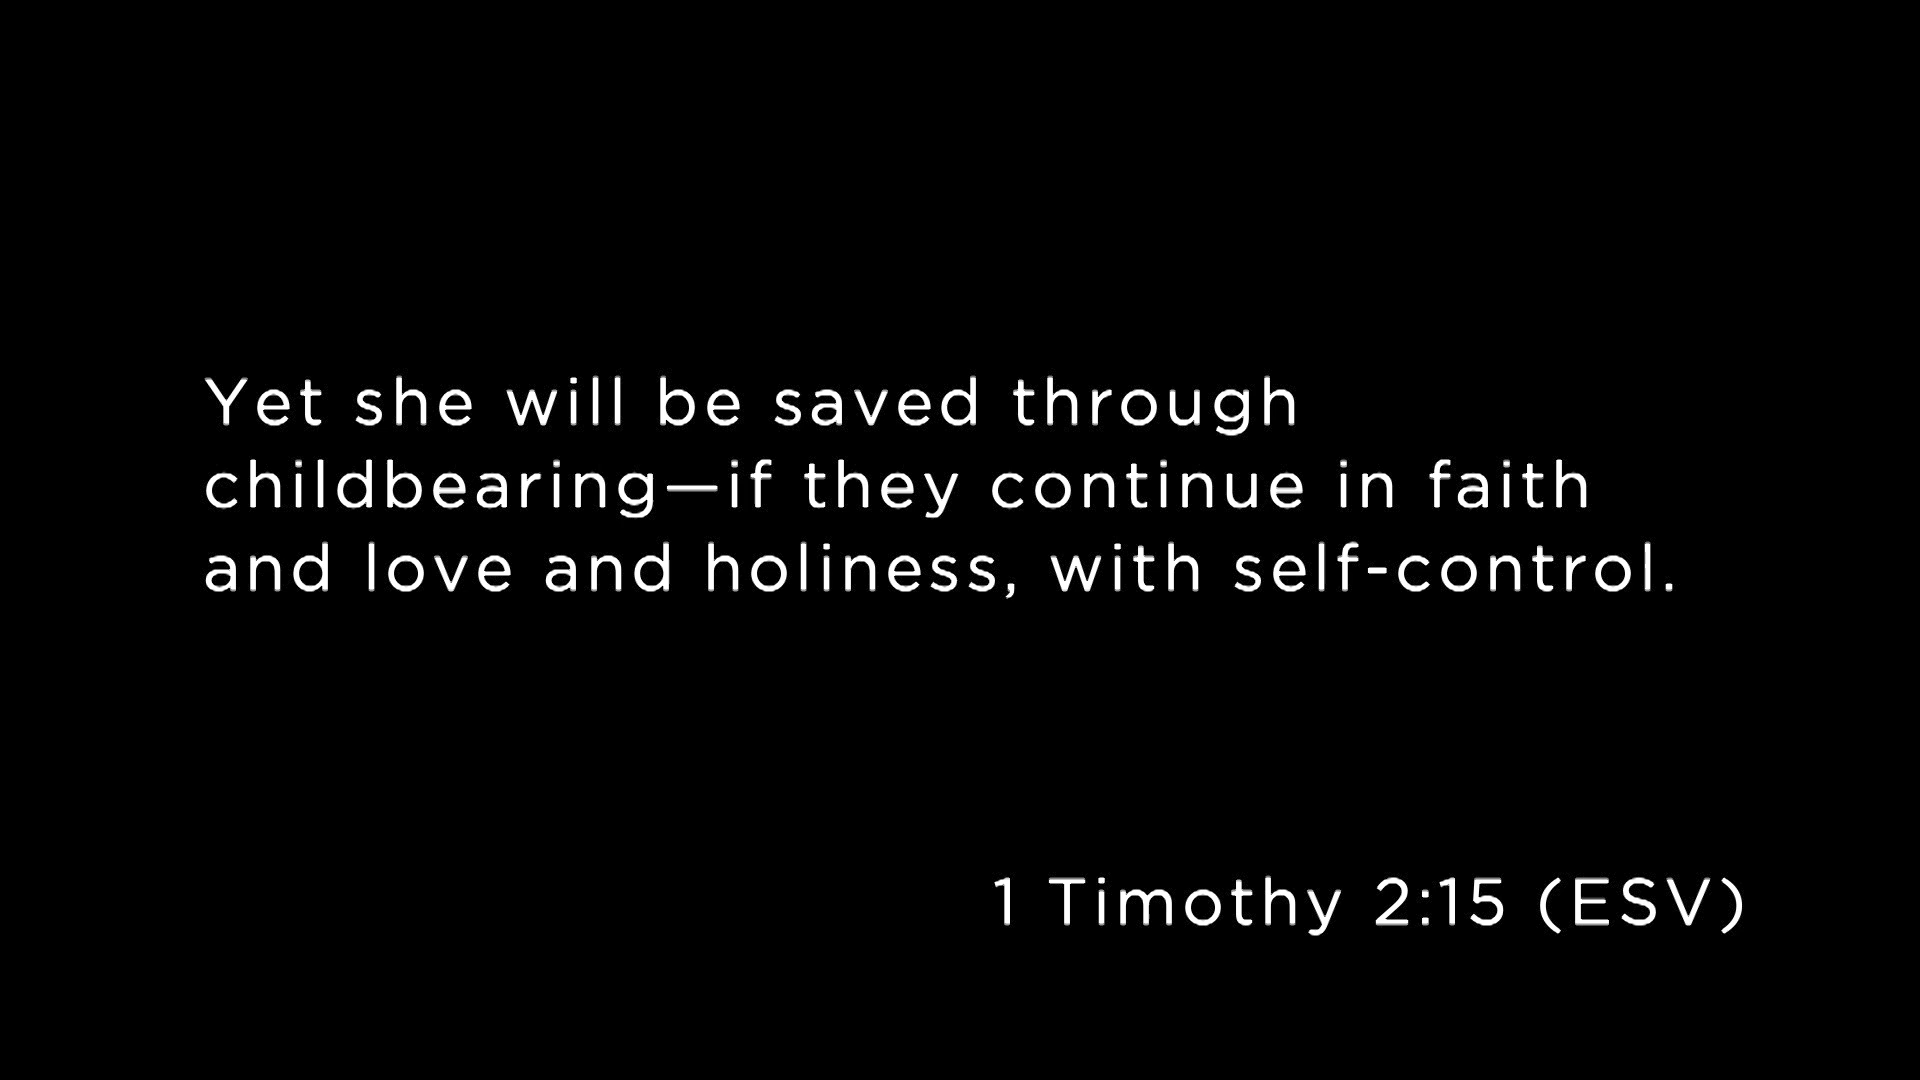 Yet she will be saved through
childbearing—if they continue in faith
and love and holiness, with self-control.
1 Timothy 2:15 (ESV)